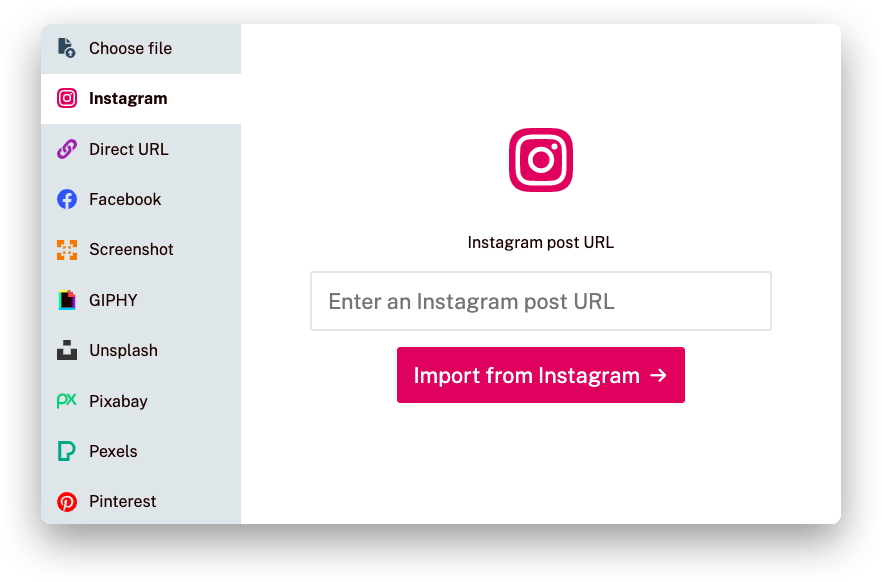 Choose file
Instagram
Direct URL
Facebook
Screenshot
GIPHY
Unsplash
Pixabay
Pexels
Pinterest
Instagram post URL
Enter an Instagram post URL
Import from Instagram →